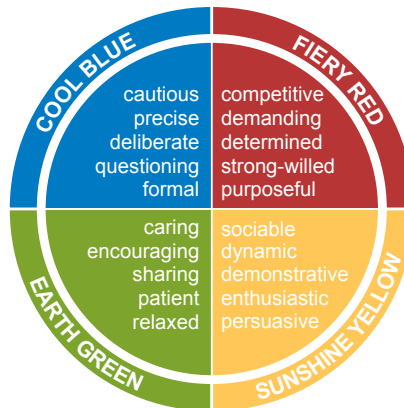 COOL BLUE
cautious
precise
deliberate
questioning
formal
FIERY RED
competitive
demanding
determined
strong-willed
purposeful
EARTH GREEN
caring
encouraging
sharing
patient
relaxed
SUNSHINE YELLOW
sociable
dynamic
demonstrative
enthusiastic
persuasive